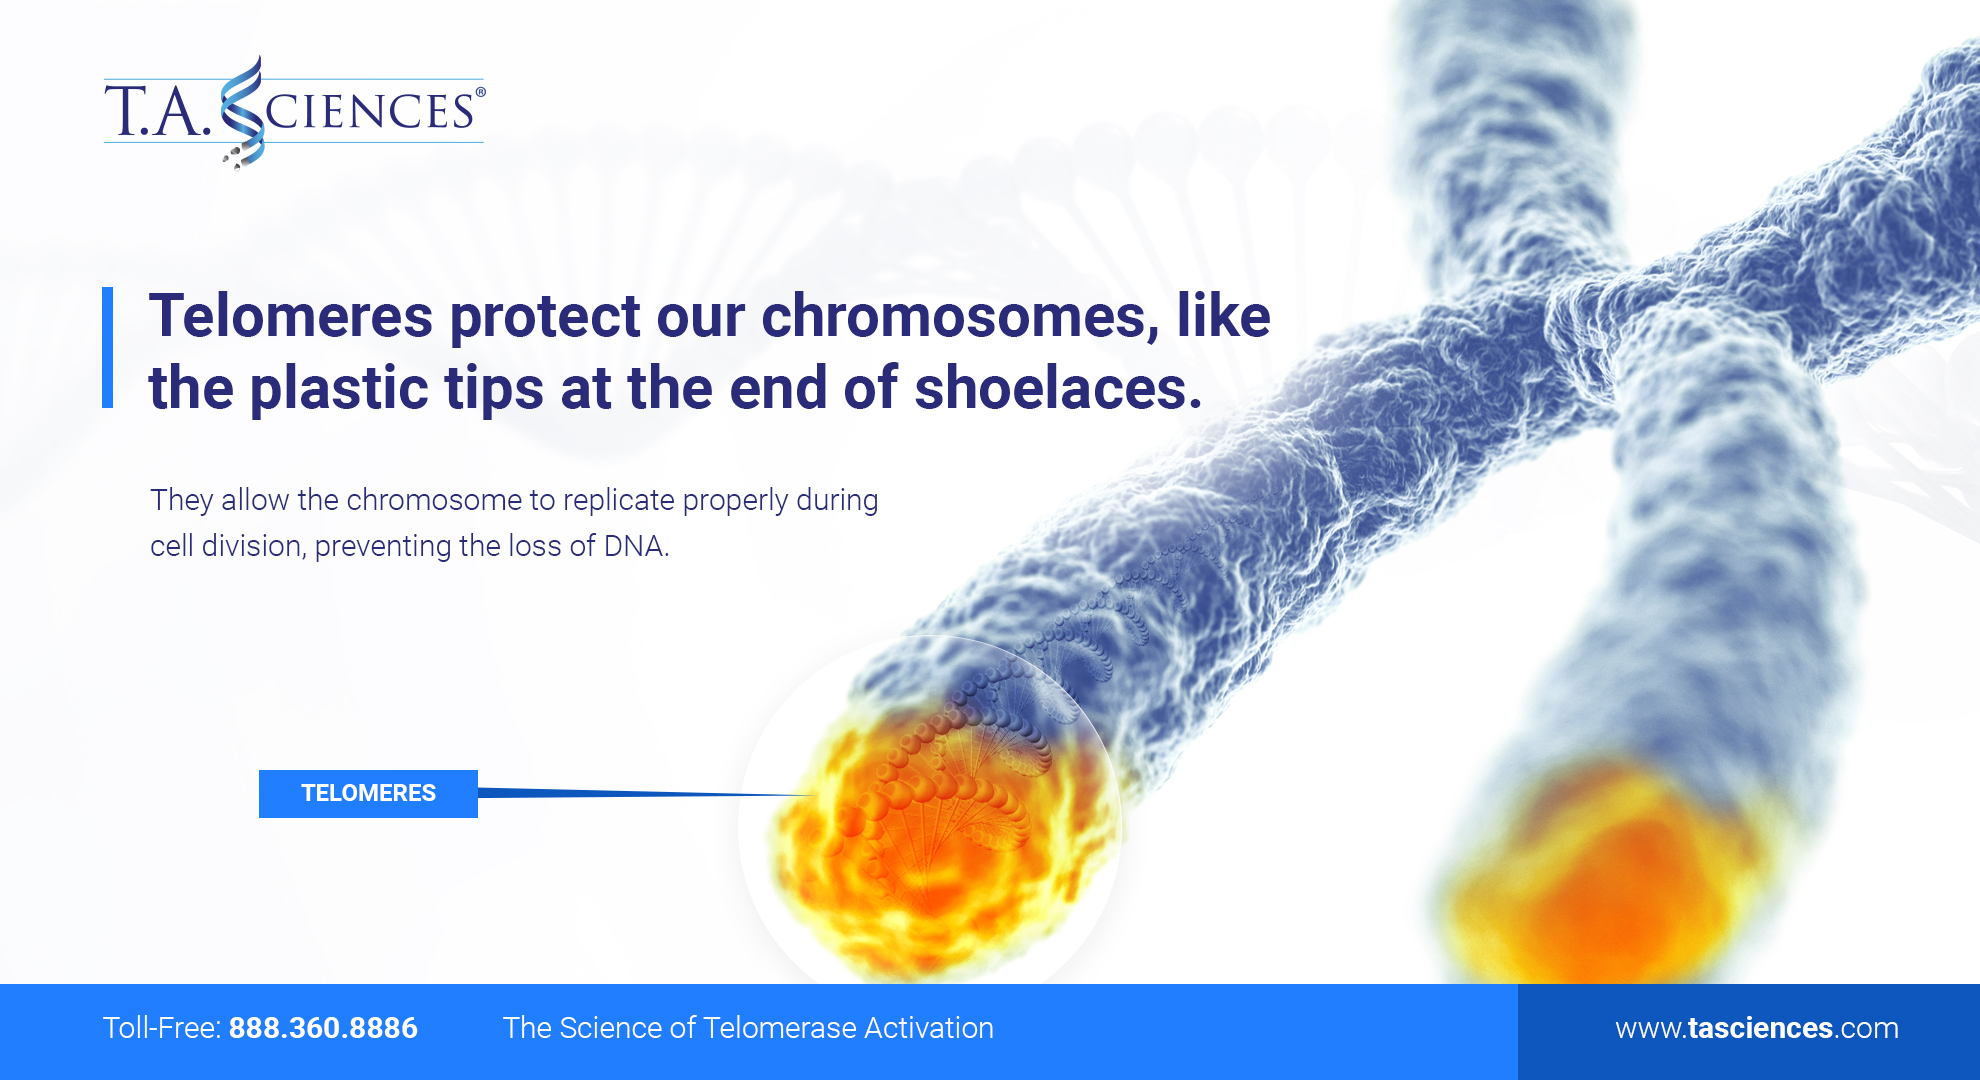 T.A. SCIENCES®
Telomeres protect our chromosomes, like
the plastic tips at the end of shoelaces.
They allow the chromosome to replicate properly during
cell division, preventing the loss of DNA.
TELOMERES
Toll-Free: 888.360.8886 The Science of Telomerase Activation www.tasciences.com